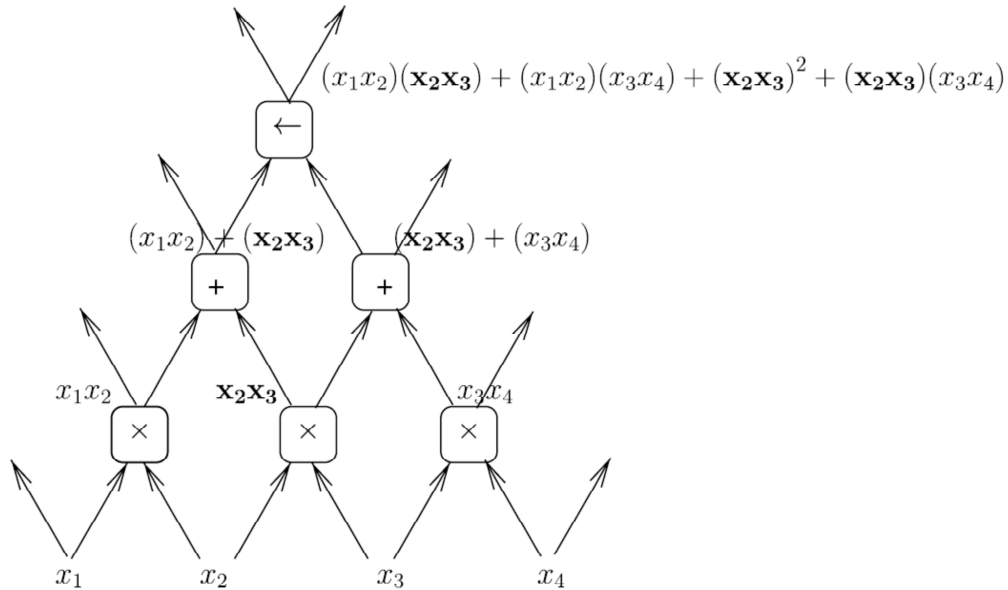 (x₁x₂)(𝐱₂𝐱₃) + (x₁x₂)(x₃x₄) + (𝐱₂𝐱₃)² + (𝐱₂𝐱₃)(x₃x₄)
←
(x₁x₂) + (𝐱₂𝐱₃) (𝐱₂𝐱₃) + (x₃x₄)
+ +
x₁x₂ 𝐱₂𝐱₃ x₃x₄
× × ×
x₁ x₂ x₃ x₄